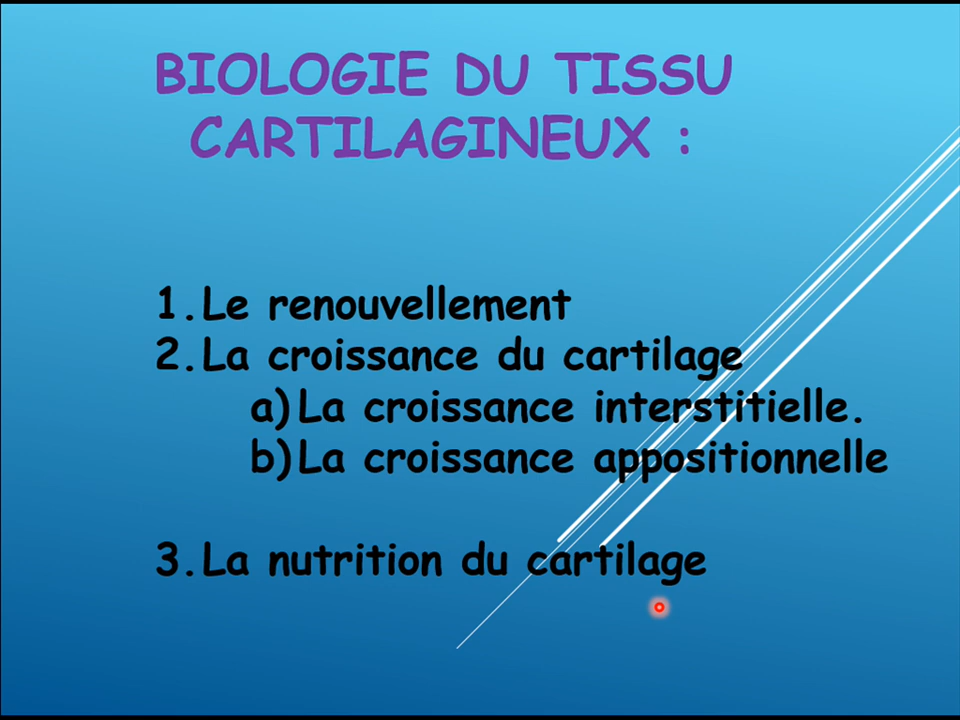 BIOLOGIE DU TISSU
CARTILAGINEUX :
1. Le renouvellement
2. La croissance du cartilage
a) La croissance interstitielle.
b) La croissance appositionnelle
3. La nutrition du cartilage